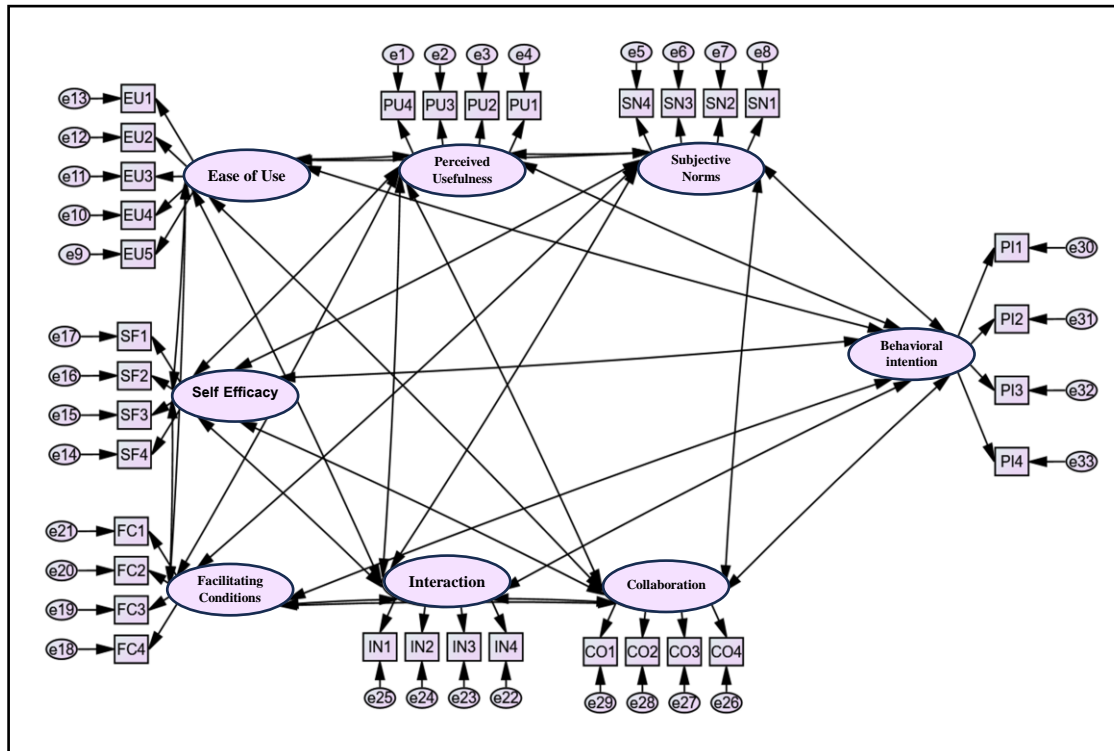 e1 e2 e3 e4
e5 e6 e7 e8
PU4 PU3 PU2 PU1
SN4 SN3 SN2 SN1
e13 EU1
e12 EU2
e11 EU3
e10 EU4
e9 EU5
Ease of Use
Perceived
Usefulness
Subjective
Norms
e17 SF1
e16 SF2
e15 SF3
e14 SF4
Self Efficacy
Behavioral
intention
PI1 e30
PI2 e31
PI3 e32
PI4 e33
e21 FC1
e20 FC2
e19 FC3
e18 FC4
Facilitating
Conditions
Interaction
Collaboration
IN1 IN2 IN3 IN4
CO1 CO2 CO3 CO4
e25 e24 e23 e22
e29 e28 e27 e26